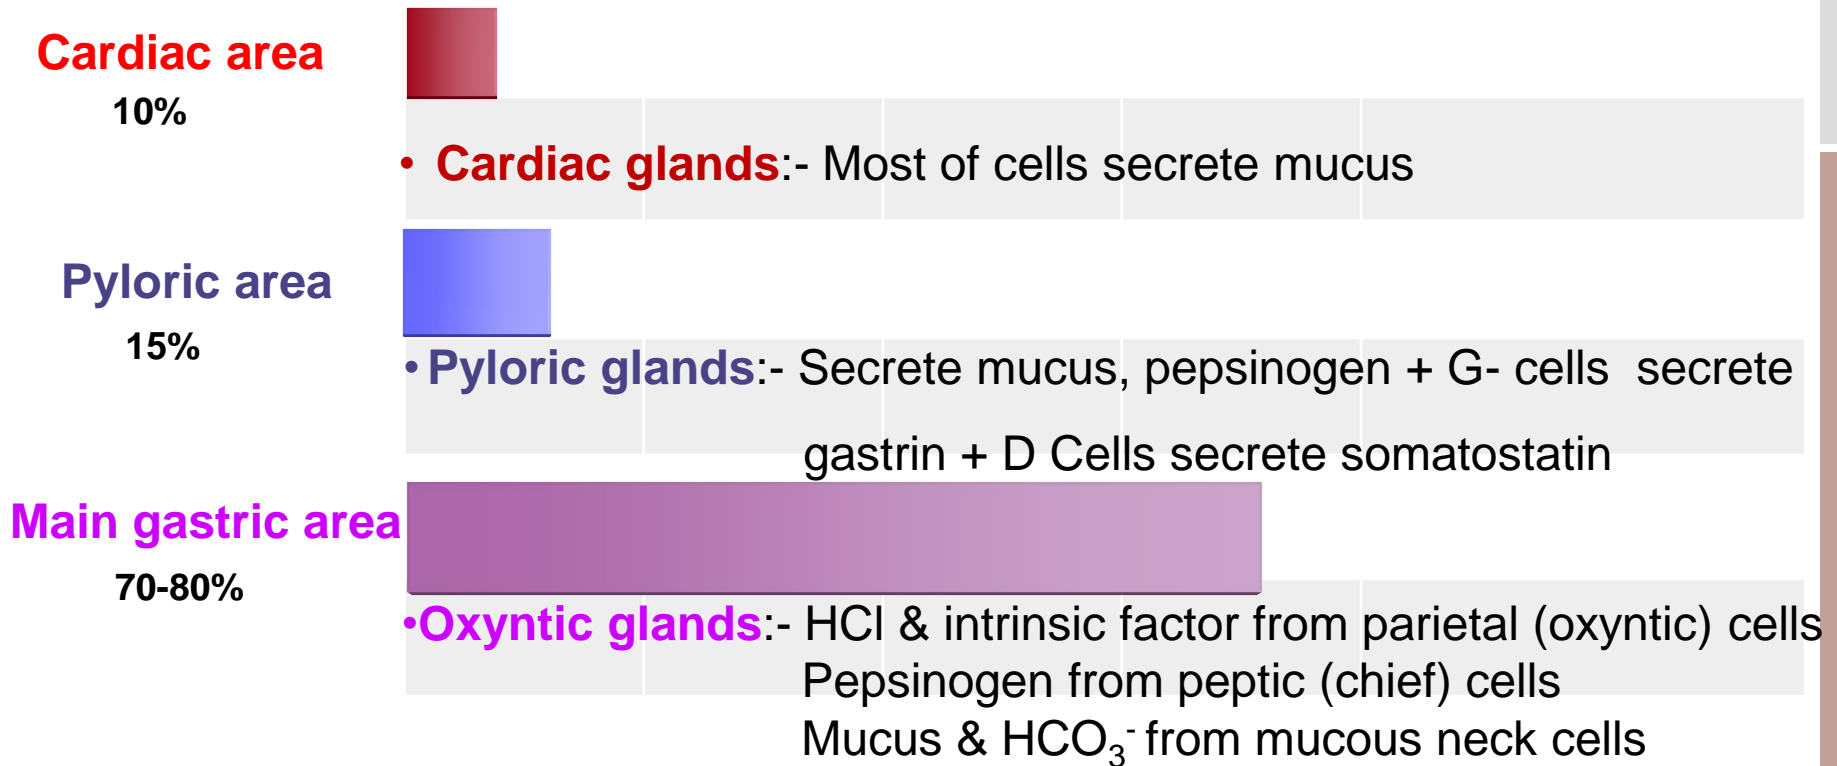 Cardiac area
10%
• Cardiac glands:- Most of cells secrete mucus
Pyloric area
15%
• Pyloric glands:- Secrete mucus, pepsinogen + G- cells secrete
gastrin + D Cells secrete somatostatin
Main gastric area
70-80%
•Oxyntic glands:- HCl & intrinsic factor from parietal (oxyntic) cells
Pepsinogen from peptic (chief) cells
Mucus & HCO₃⁻ from mucous neck cells